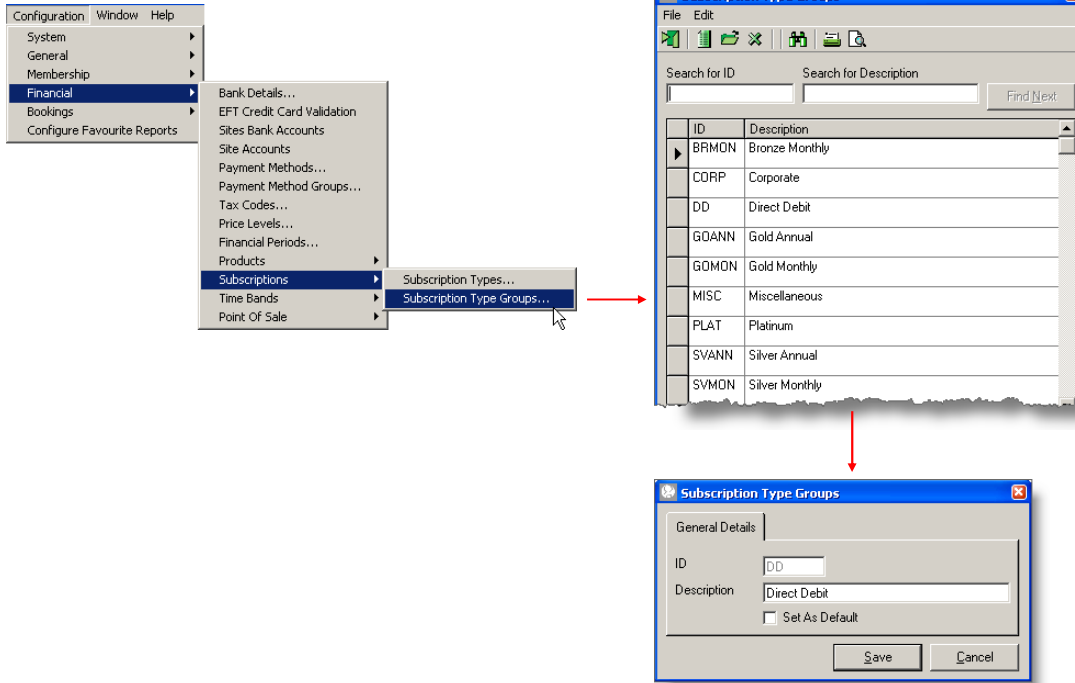 Configuration Window Help
System
General
Membership
Financial
Bookings
Configure Favourite Reports
Bank Details...
EFT Credit Card Validation
Sites Bank Accounts
Site Accounts
Payment Methods...
Payment Method Groups...
Tax Codes...
Price Levels...
Financial Periods...
Products
Subscriptions
Time Bands
Point Of Sale
Subscription Types...
Subscription Type Groups...
Subscription Type Groups
File Edit
Search for ID Search for Description
Find Next
ID Description
BRMON Bronze Monthly
CORP Corporate
DD Direct Debit
GOANN Gold Annual
GOMON Gold Monthly
MISC Miscellaneous
PLAT Platinum
SVANN Silver Annual
SVMON Silver Monthly
Subscription Type Groups
General Details
ID DD
Description Direct Debit
Set As Default
Save Cancel